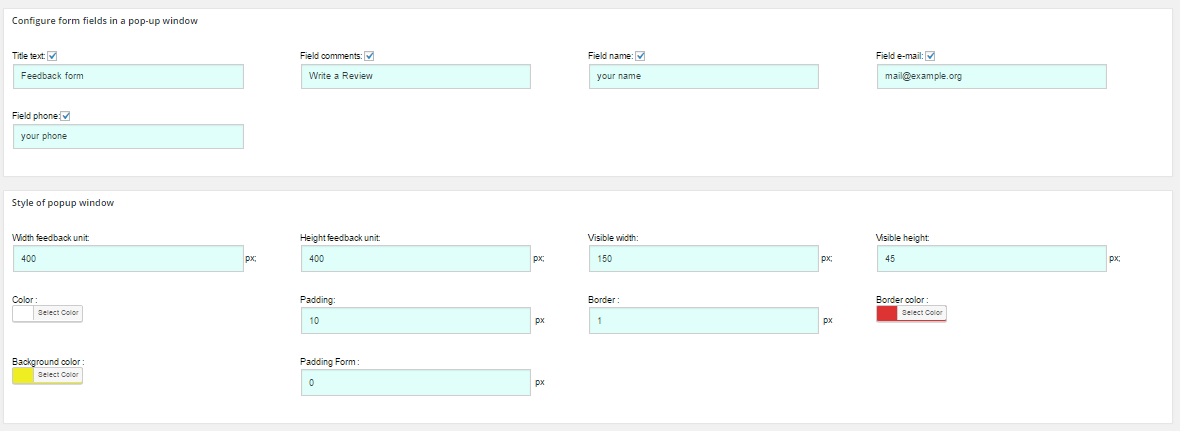 Configure form fields in a pop-up window
Title text: Field comments: Field name: Field e-mail:
Feedback form Write a Review your name mail@example.org
Field phone:
your phone
Style of popup window
Width feedback unit: Height feedback unit: Visible width: Visible height:
400 px; 400 px; 150 px; 45 px;
Color : Padding: Border : Border color :
Select Color 10 px 1 px Select Color
Background color : Padding Form :
Select Color 0 px